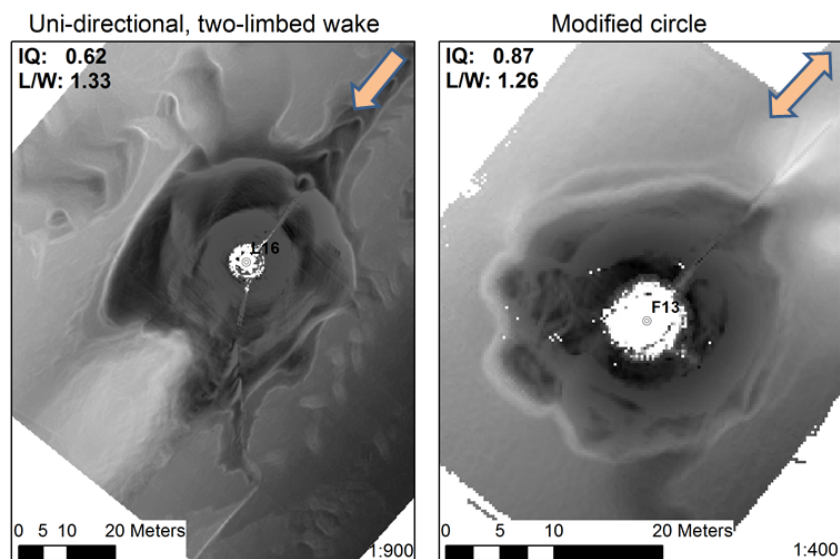 Uni-directional, two-limbed wake
IQ: 0.62
L/W: 1.33
L16
0 5 10 20 Meters
1:900
Modified circle
IQ: 0.87
L/W: 1.26
F13
0 5 10 20 Meters
1:400